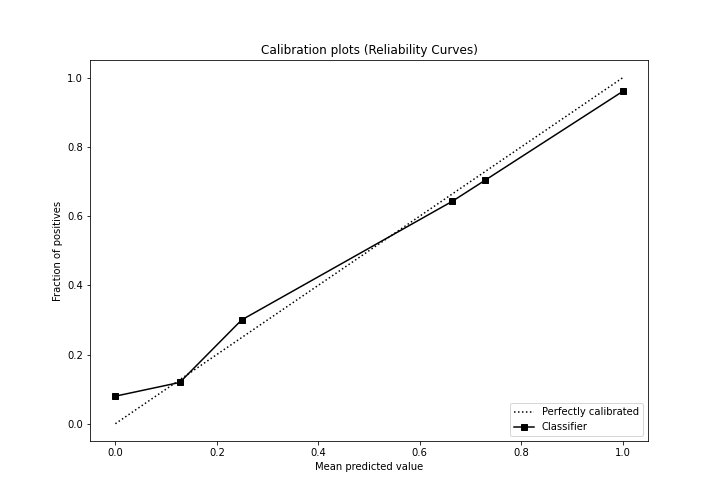 Calibration plots (Reliability Curves)
1.0
0.8
0.6
0.4
0.2
0.0
Fraction of positives
0.0 0.2 0.4 0.6 0.8 1.0
Mean predicted value
Perfectly calibrated
Classifier